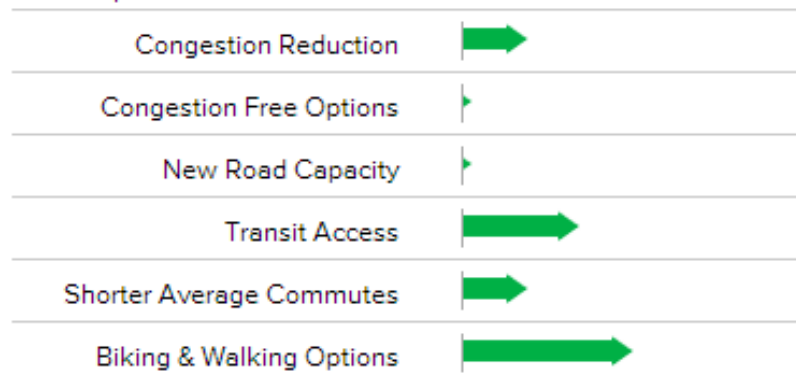 Congestion Reduction
Congestion Free Options
New Road Capacity
Transit Access
Shorter Average Commutes
Biking & Walking Options